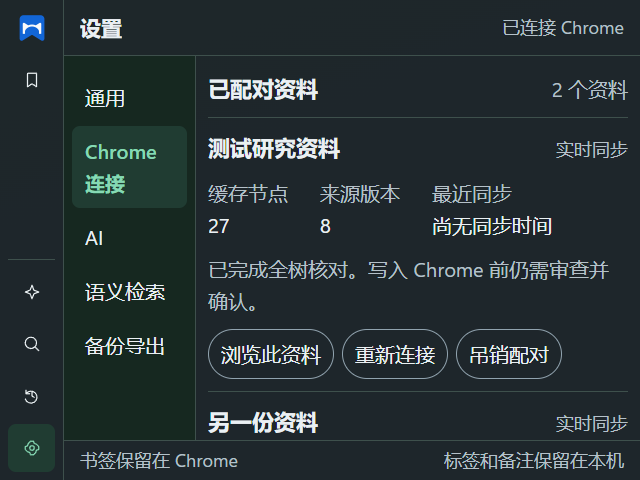 设置
已连接 Chrome
通用
Chrome
连接
AI
语义检索
备份导出
已配对资料
2 个资料
测试研究资料
实时同步
缓存节点 来源版本 最近同步
27 8 尚无同步时间
已完成全树核对。写入 Chrome 前仍需审查并
确认。
浏览此资料 重新连接 吊销配对
另一份资料
实时同步
书签保留在 Chrome
标签和备注保留在本机